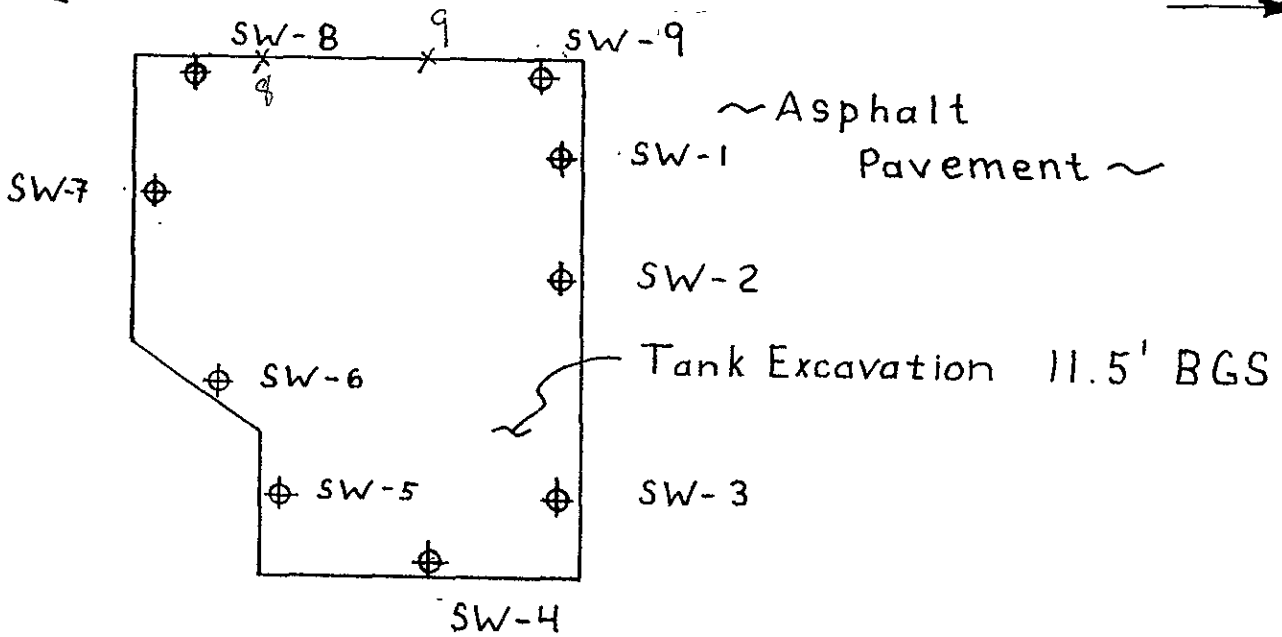 9
SW-8
SW-9
8
~Asphalt
Pavement~
SW-1
SW-7
SW-2
Tank Excavation 11.5' BGS
SW-6
SW-5
SW-3
SW-4